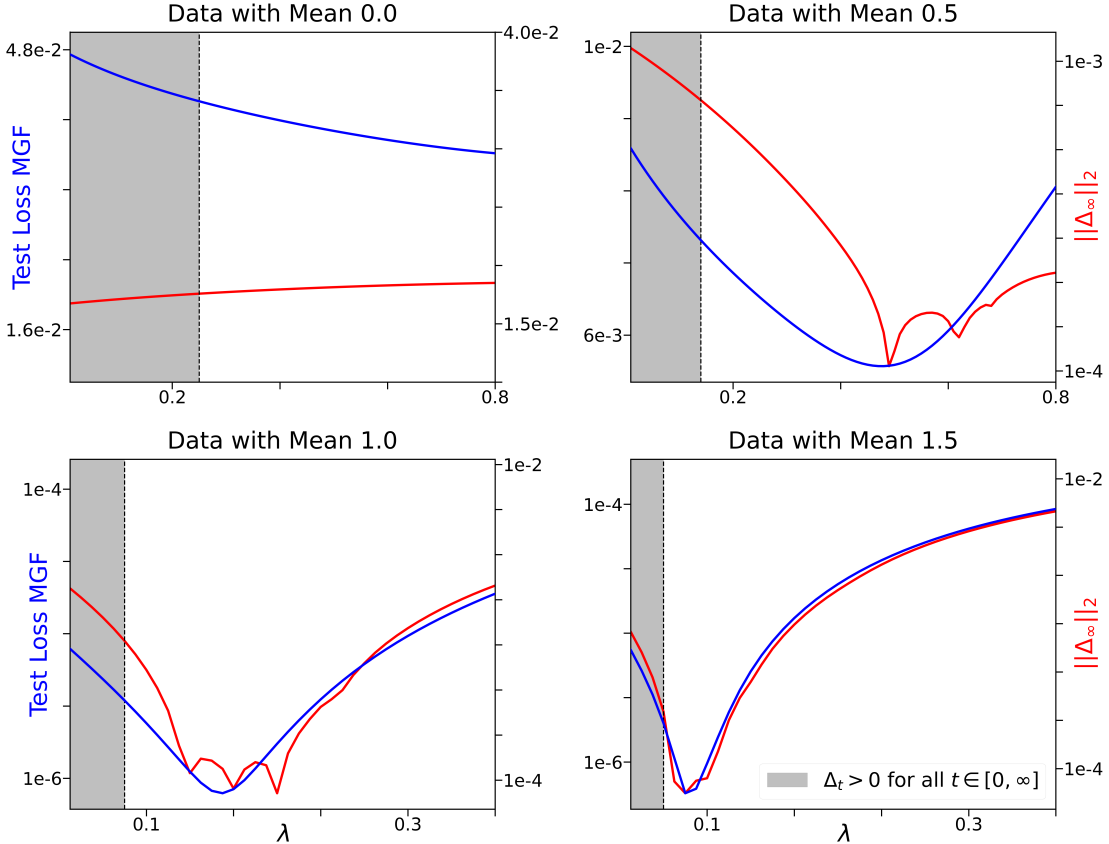 Data with Mean 0.0
Test Loss MGF
4.8e-2
1.6e-2
4.0e-2
1.5e-2
0.2
0.8
Data with Mean 0.5
1e-2
6e-3
1e-3
1e-4
||Δ∞||2
0.2
0.8
Data with Mean 1.0
Test Loss MGF
1e-4
1e-6
1e-2
1e-4
0.1
0.3
λ
Data with Mean 1.5
1e-4
1e-6
1e-2
1e-4
||Δ∞||2
Δt > 0 for all t ∈ [0, ∞]
0.1
0.3
λ